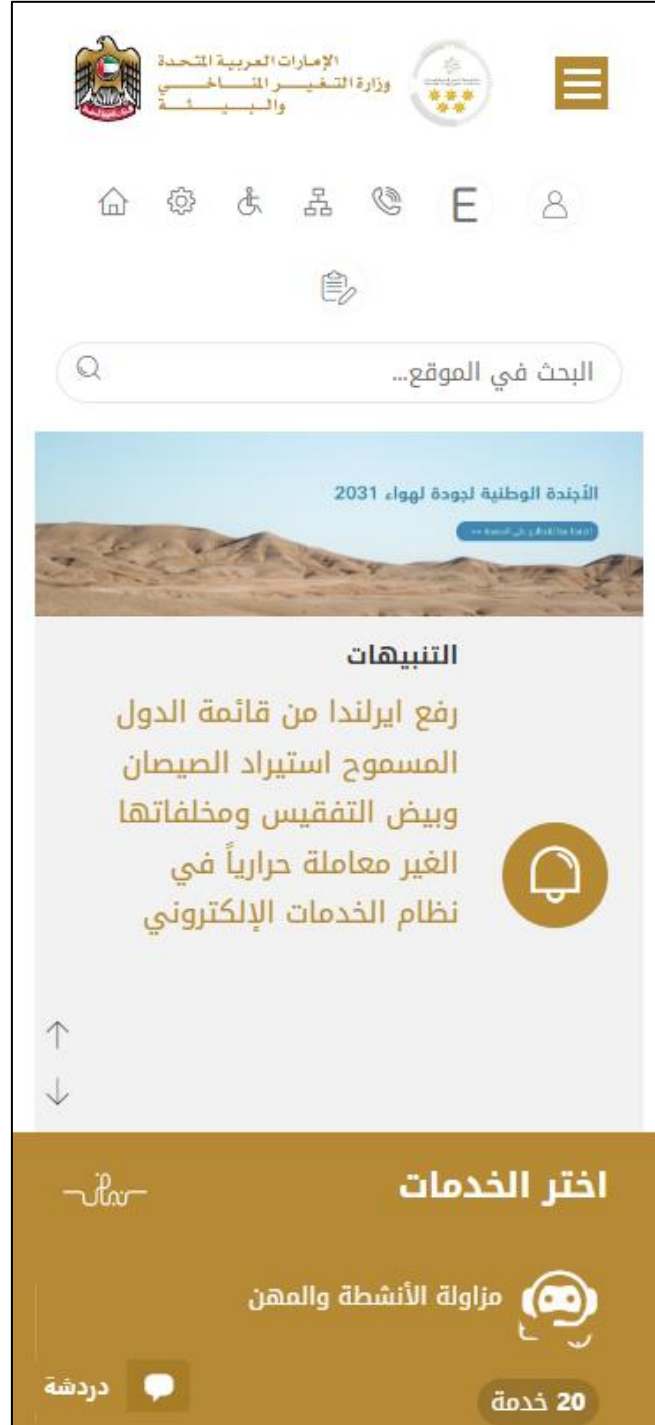 الإمارات العربية المتحدة
وزارة التغيير المناخي
والبيئة
E
البحث في الموقع...
الأجندة الوطنية لجودة لهواء 2031
التنبيهات
رفع ايرلندا من قائمة الدول
المسموح استيراد الصيصان
وبيض التفقيس ومخلفاتها
الغير معاملة حرارياً في
نظام الخدمات الإلكتروني
اختر الخدمات
مزاولة الأنشطة والمهن
20 خدمة
دردشة